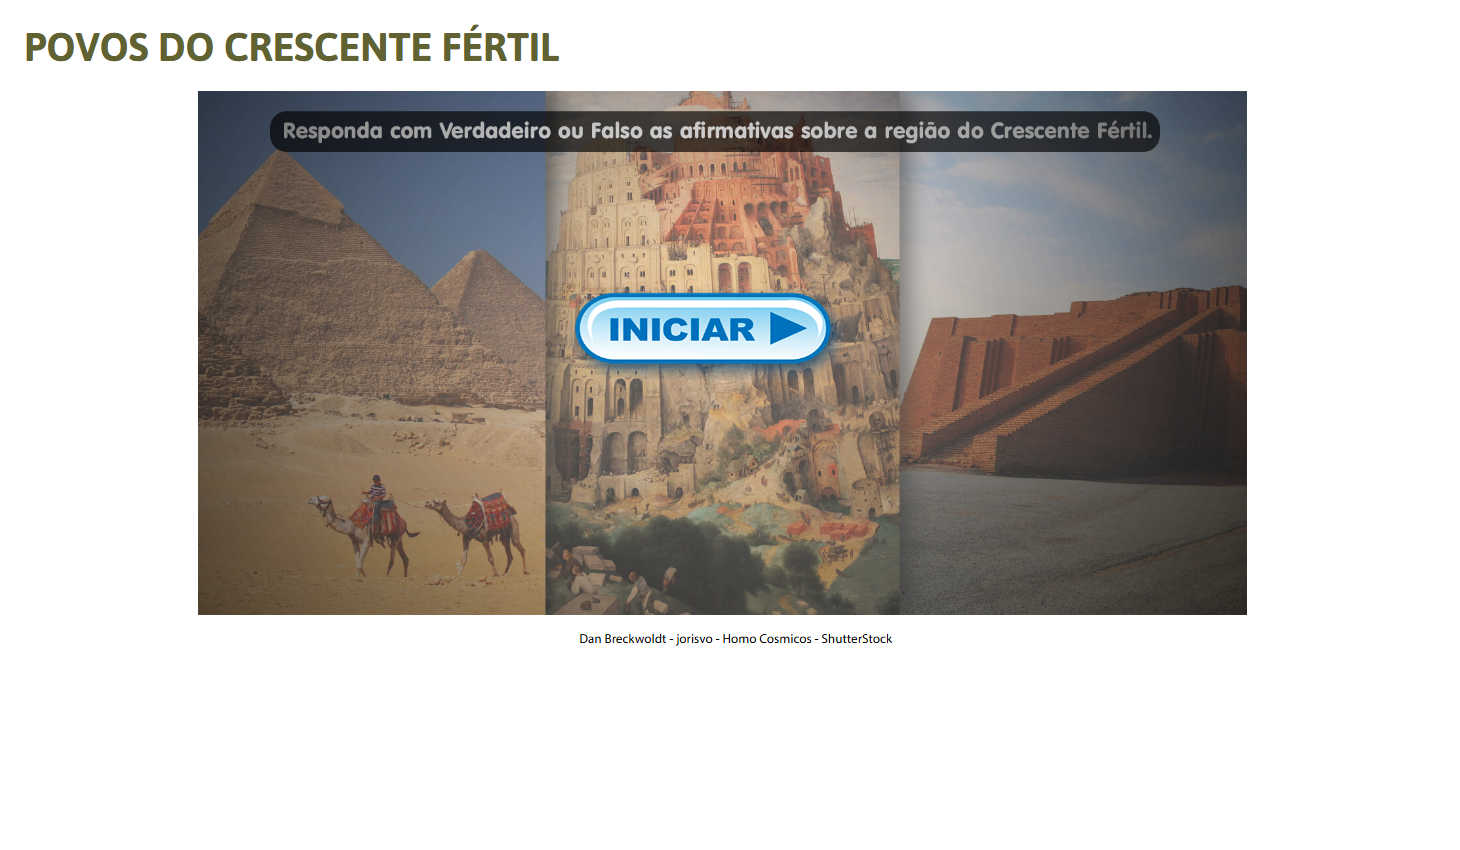 POVOS DO CRESCENTE FÉRTIL
Responda com Verdadeiro ou Falso as afirmativas sobre a região do Crescente Fértil.
INICIAR
Dan Breckwoldt - jorisvo - Homo Cosmicos - ShutterStock